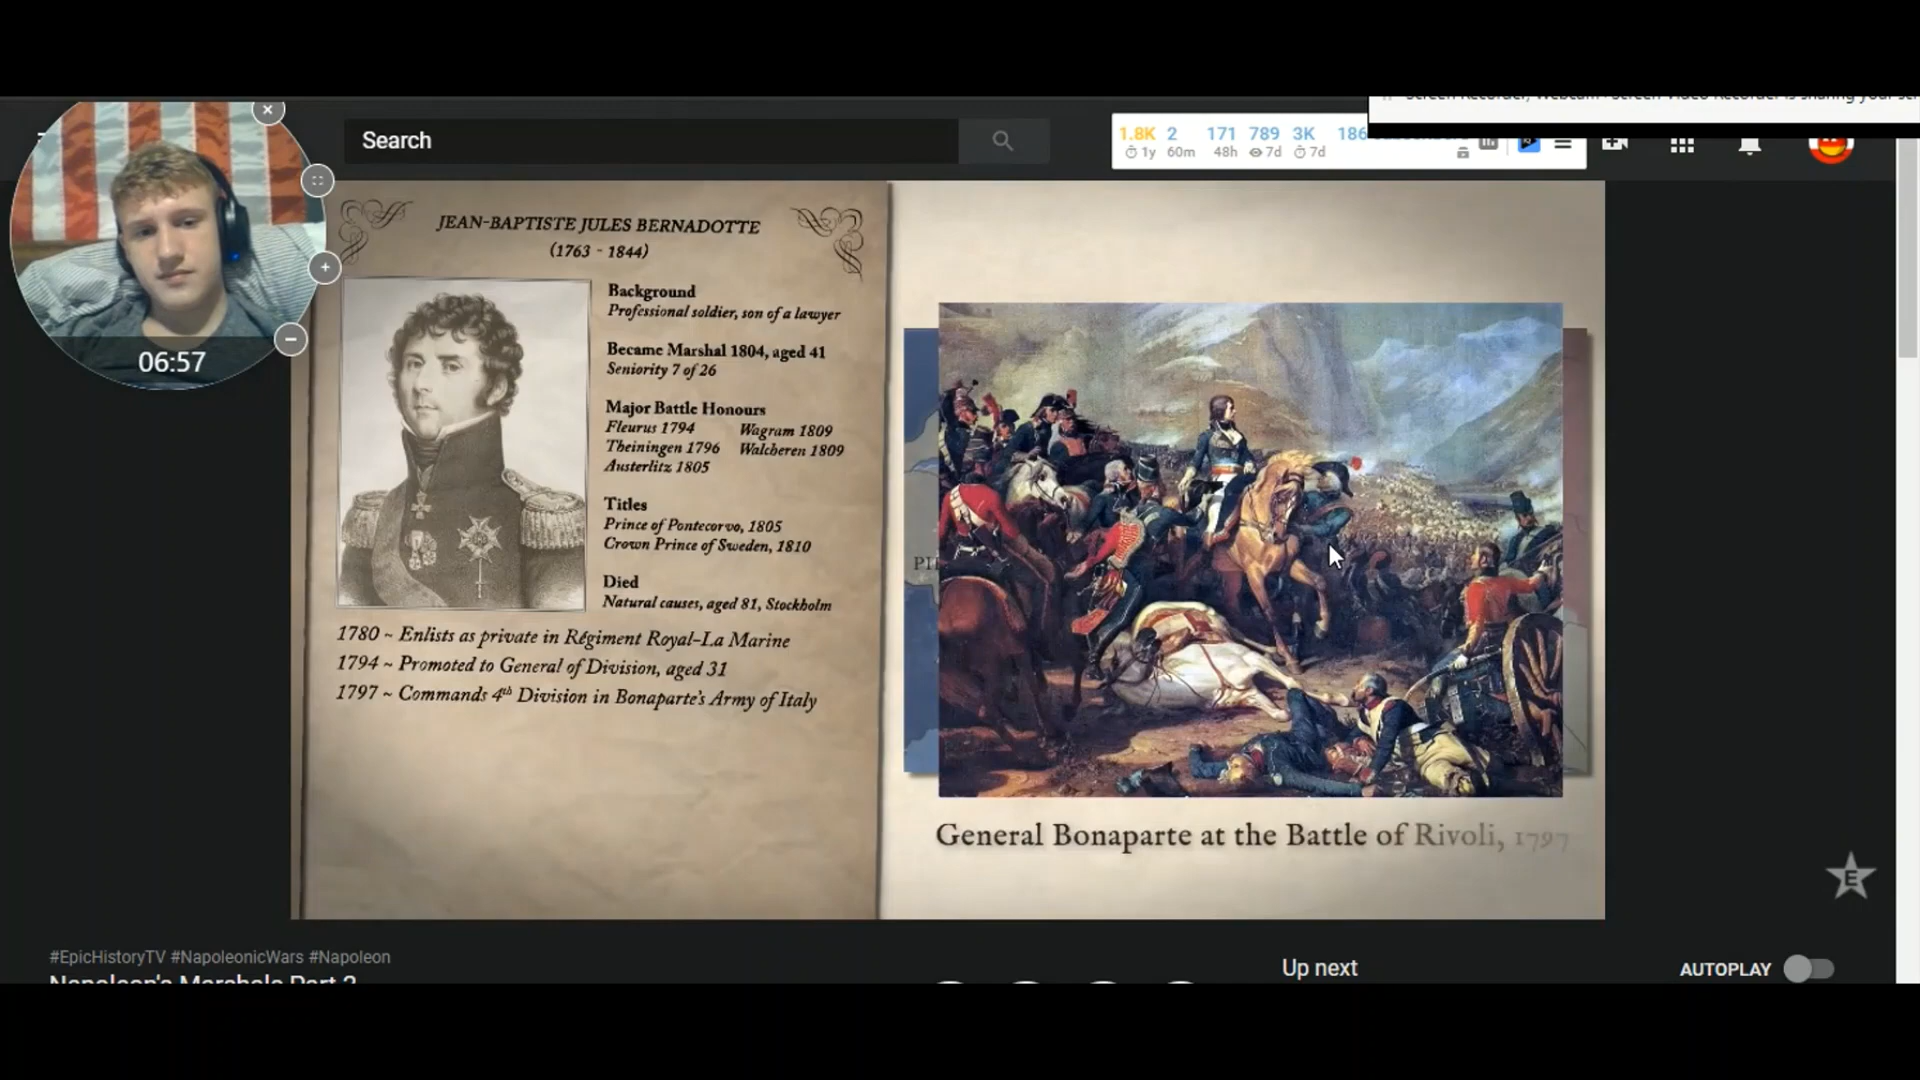 Search
1.8K 2 171 789 3K 186
1y 60m 48h 7d 7d
06:57
JEAN-BAPTISTE JULES BERNADOTTE
(1763 - 1844)
Background
Professional soldier, son of a lawyer
Became Marshal 1804, aged 41
Seniority 7 of 26
Major Battle Honours
Fleurus 1794 Wagram 1809
Theiningen 1796 Walcheren 1809
Austerlitz 1805
Titles
Prince of Pontecorvo, 1805
Crown Prince of Sweden, 1810
Died
Natural causes, aged 81, Stockholm
1780 ~ Enlists as private in Régiment Royal-La Marine
1794 ~ Promoted to General of Division, aged 31
1797 ~ Commands 4th Division in Bonaparte's Army of Italy
General Bonaparte at the Battle of Rivoli, 1797
E
#EpicHistoryTV #NapoleonicWars #Napoleon
Napoleon's Marshals Part 2
Up next
AUTOPLAY